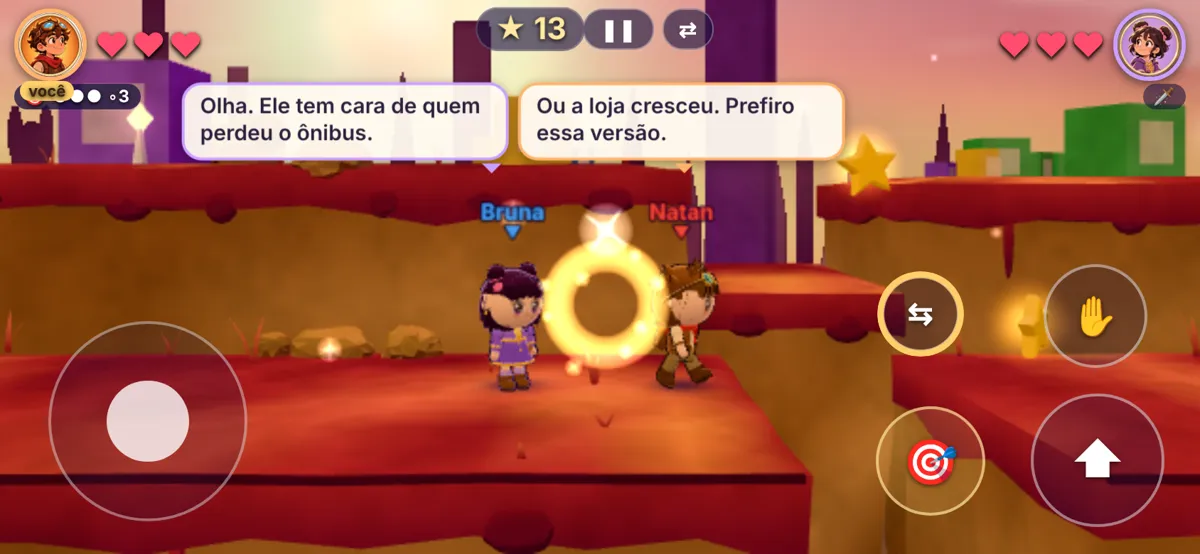 13
você
3
Olha. Ele tem cara de quem
perdeu o ônibus.
Ou a loja cresceu. Prefiro
essa versão.
Bruna
Natan